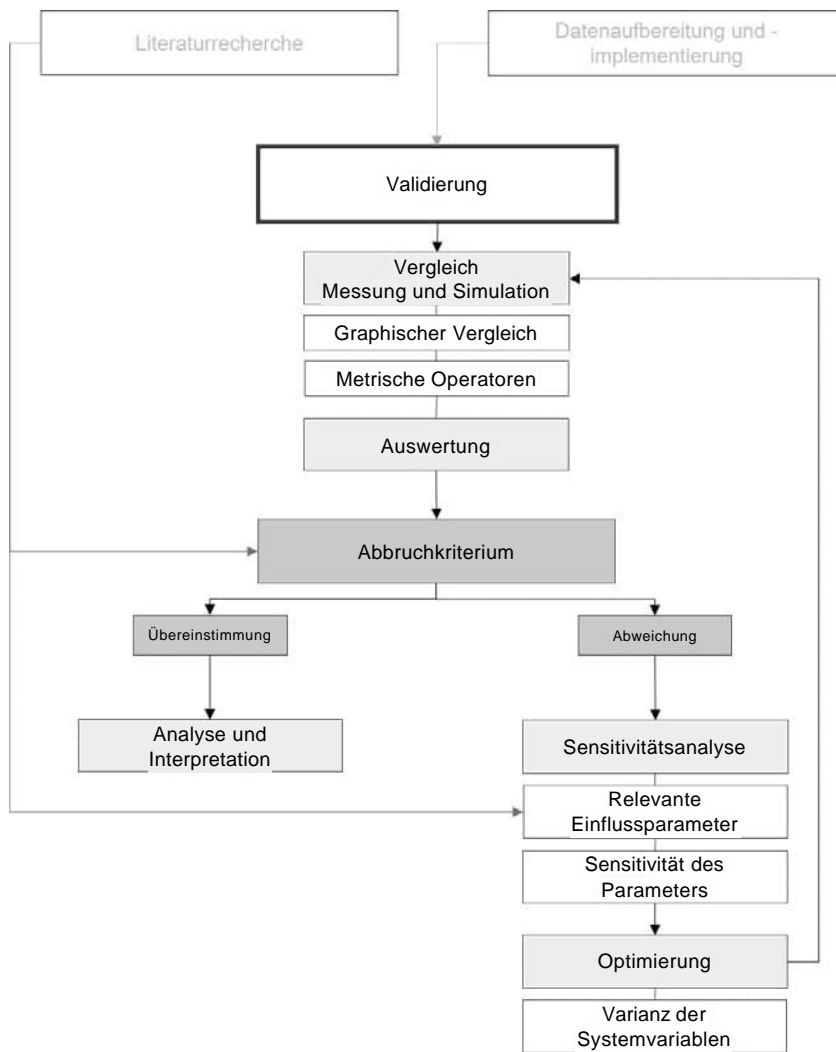 Literaturrecherche
Datenaufbereitung und -
implementierung
Validierung
Vergleich
Messung und Simulation
Graphischer Vergleich
Metrische Operatoren
Auswertung
Abbruchkriterium
Übereinstimmung
Abweichung
Analyse und
Interpretation
Sensitivitätsanalyse
Relevante
Einflussparameter
Sensitivität des
Parameters
Optimierung
Varianz der
Systemvariablen